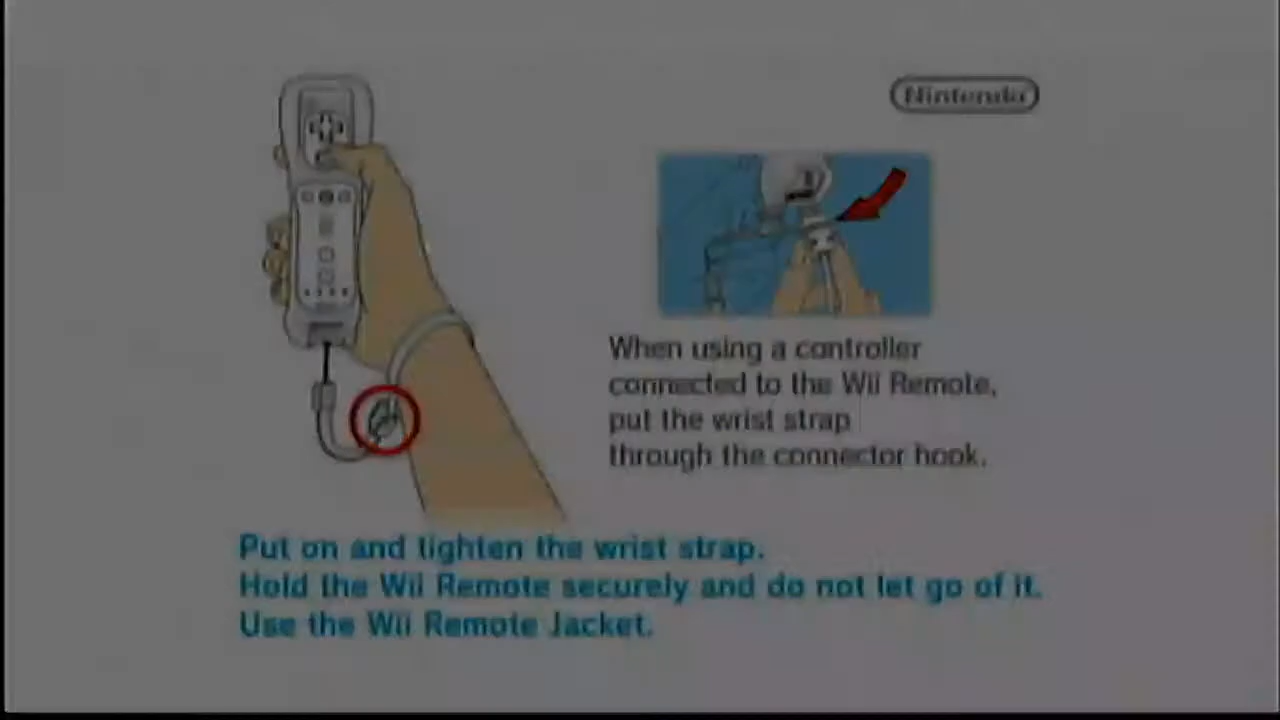 Nintendo
When using a controller
connected to the Wii Remote,
put the wrist strap
through the connector hook.
Put on and tighten the wrist strap.
Hold the Wii Remote securely and do not let go of it.
Use the Wii Remote Jacket.